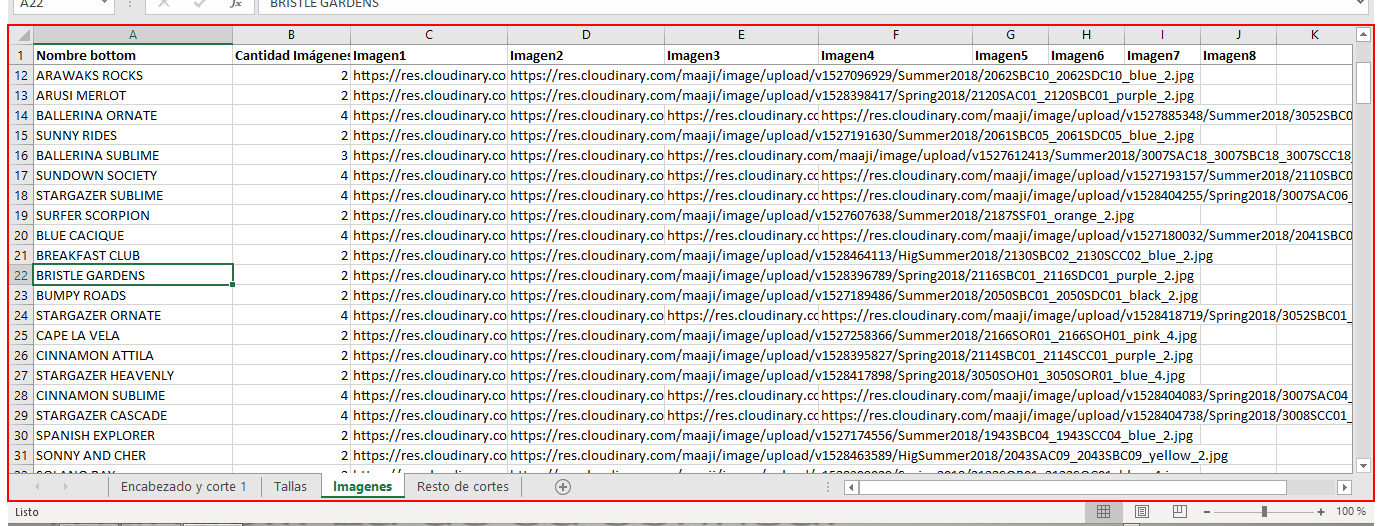 A22 BRISTLE GARDENS
A B C D E F G H I J K
1 Nombre bottom Cantidad Imágenes Imagen1 Imagen2 Imagen3 Imagen4 Imagen5 Imagen6 Imagen7 Imagen8
12 ARAWAKS ROCKS 2 https://res.cloudinary.co https://res.cloudinary.com/maaji/image/upload/v1527096929/Summer2018/2062SBC10_2062SDC10_blue_2.jpg
13 ARUSI MERLOT 2 https://res.cloudinary.co https://res.cloudinary.com/maaji/image/upload/v1528398417/Spring2018/2120SAC01_2120SBC01_purple_2.jpg
14 BALLERINA ORNATE 4 https://res.cloudinary.co https://res.cloudinary.co https://res.cloudinary.co https://res.cloudinary.com/maaji/image/upload/v1527885348/Summer2018/3052SBC0
15 SUNNY RIDES 2 https://res.cloudinary.co https://res.cloudinary.com/maaji/image/upload/v1527191630/Summer2018/2061SBC05_2061SDC05_blue_2.jpg
16 BALLERINA SUBLIME 3 https://res.cloudinary.co https://res.cloudinary.co https://res.cloudinary.com/maaji/image/upload/v1527612413/Summer2018/3007SAC18_3007SBC18_3007SCC18_
17 SUNDOWN SOCIETY 4 https://res.cloudinary.co https://res.cloudinary.co https://res.cloudinary.co https://res.cloudinary.com/maaji/image/upload/v1527193157/Summer2018/2110SBC0
18 STARGAZER SUBLIME 4 https://res.cloudinary.co https://res.cloudinary.co https://res.cloudinary.co https://res.cloudinary.com/maaji/image/upload/v1528404255/Spring2018/3007SAC06_
19 SURFER SCORPION 2 https://res.cloudinary.co https://res.cloudinary.com/maaji/image/upload/v1527607638/Summer2018/2187SSF01_orange_2.jpg
20 BLUE CACIQUE 4 https://res.cloudinary.co https://res.cloudinary.co https://res.cloudinary.co https://res.cloudinary.com/maaji/image/upload/v1527180032/Summer2018/2041SBC0
21 BREAKFAST CLUB 2 https://res.cloudinary.co https://res.cloudinary.com/maaji/image/upload/v1528464113/HigSummer2018/2130SBC02_2130SCC02_blue_2.jpg
22 BRISTLE GARDENS 2 https://res.cloudinary.co https://res.cloudinary.com/maaji/image/upload/v1528396789/Spring2018/2116SBC01_2116SDC01_purple_2.jpg
23 BUMPY ROADS 2 https://res.cloudinary.co https://res.cloudinary.com/maaji/image/upload/v1527189486/Summer2018/2050SBC01_2050SDC01_black_2.jpg
24 STARGAZER ORNATE 4 https://res.cloudinary.co https://res.cloudinary.co https://res.cloudinary.co https://res.cloudinary.com/maaji/image/upload/v1528418719/Spring2018/3052SBC01_
25 CAPE LA VELA 2 https://res.cloudinary.co https://res.cloudinary.com/maaji/image/upload/v1527258366/Summer2018/2166SOR01_2166SOH01_pink_4.jpg
26 CINNAMON ATTILA 2 https://res.cloudinary.co https://res.cloudinary.com/maaji/image/upload/v1528395827/Spring2018/2114SBC01_2114SCC01_purple_2.jpg
27 STARGAZER HEAVENLY 2 https://res.cloudinary.co https://res.cloudinary.com/maaji/image/upload/v1528417898/Spring2018/3050SOH01_3050SOR01_blue_4.jpg
28 CINNAMON SUBLIME 4 https://res.cloudinary.co https://res.cloudinary.co https://res.cloudinary.co https://res.cloudinary.com/maaji/image/upload/v1528404083/Spring2018/3007SAC04_
29 STARGAZER CASCADE 4 https://res.cloudinary.co https://res.cloudinary.co https://res.cloudinary.co https://res.cloudinary.com/maaji/image/upload/v1528404738/Spring2018/3008SCC01_
30 SPANISH EXPLORER 2 https://res.cloudinary.co https://res.cloudinary.com/maaji/image/upload/v1527174556/Summer2018/1943SBC04_1943SCC04_blue_2.jpg
31 SONNY AND CHER 2 https://res.cloudinary.co https://res.cloudinary.com/maaji/image/upload/v1528463589/HigSummer2018/2043SAC09_2043SBC09_yellow_2.jpg
Encabezado y corte 1 Tallas Imagenes Resto de cortes
Listo 100 %